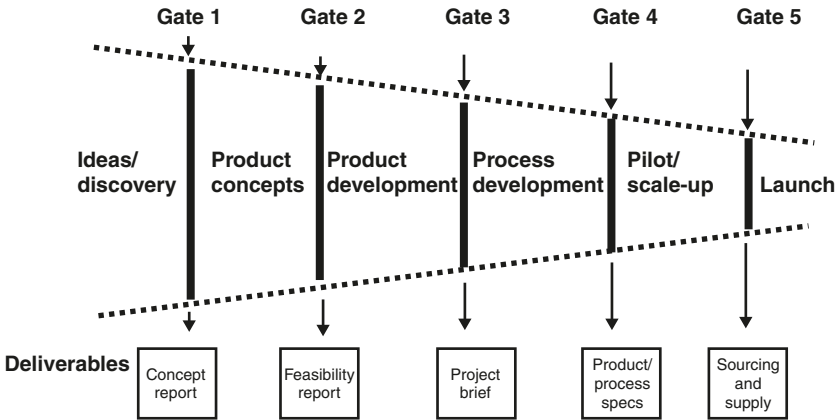 Gate 1
Gate 2
Gate 3
Gate 4
Gate 5
Ideas/
discovery
Product
concepts
Product
development
Process
development
Pilot/
scale-up
Launch
Deliverables
Concept
report
Feasibility
report
Project
brief
Product/
process
specs
Sourcing
and
supply